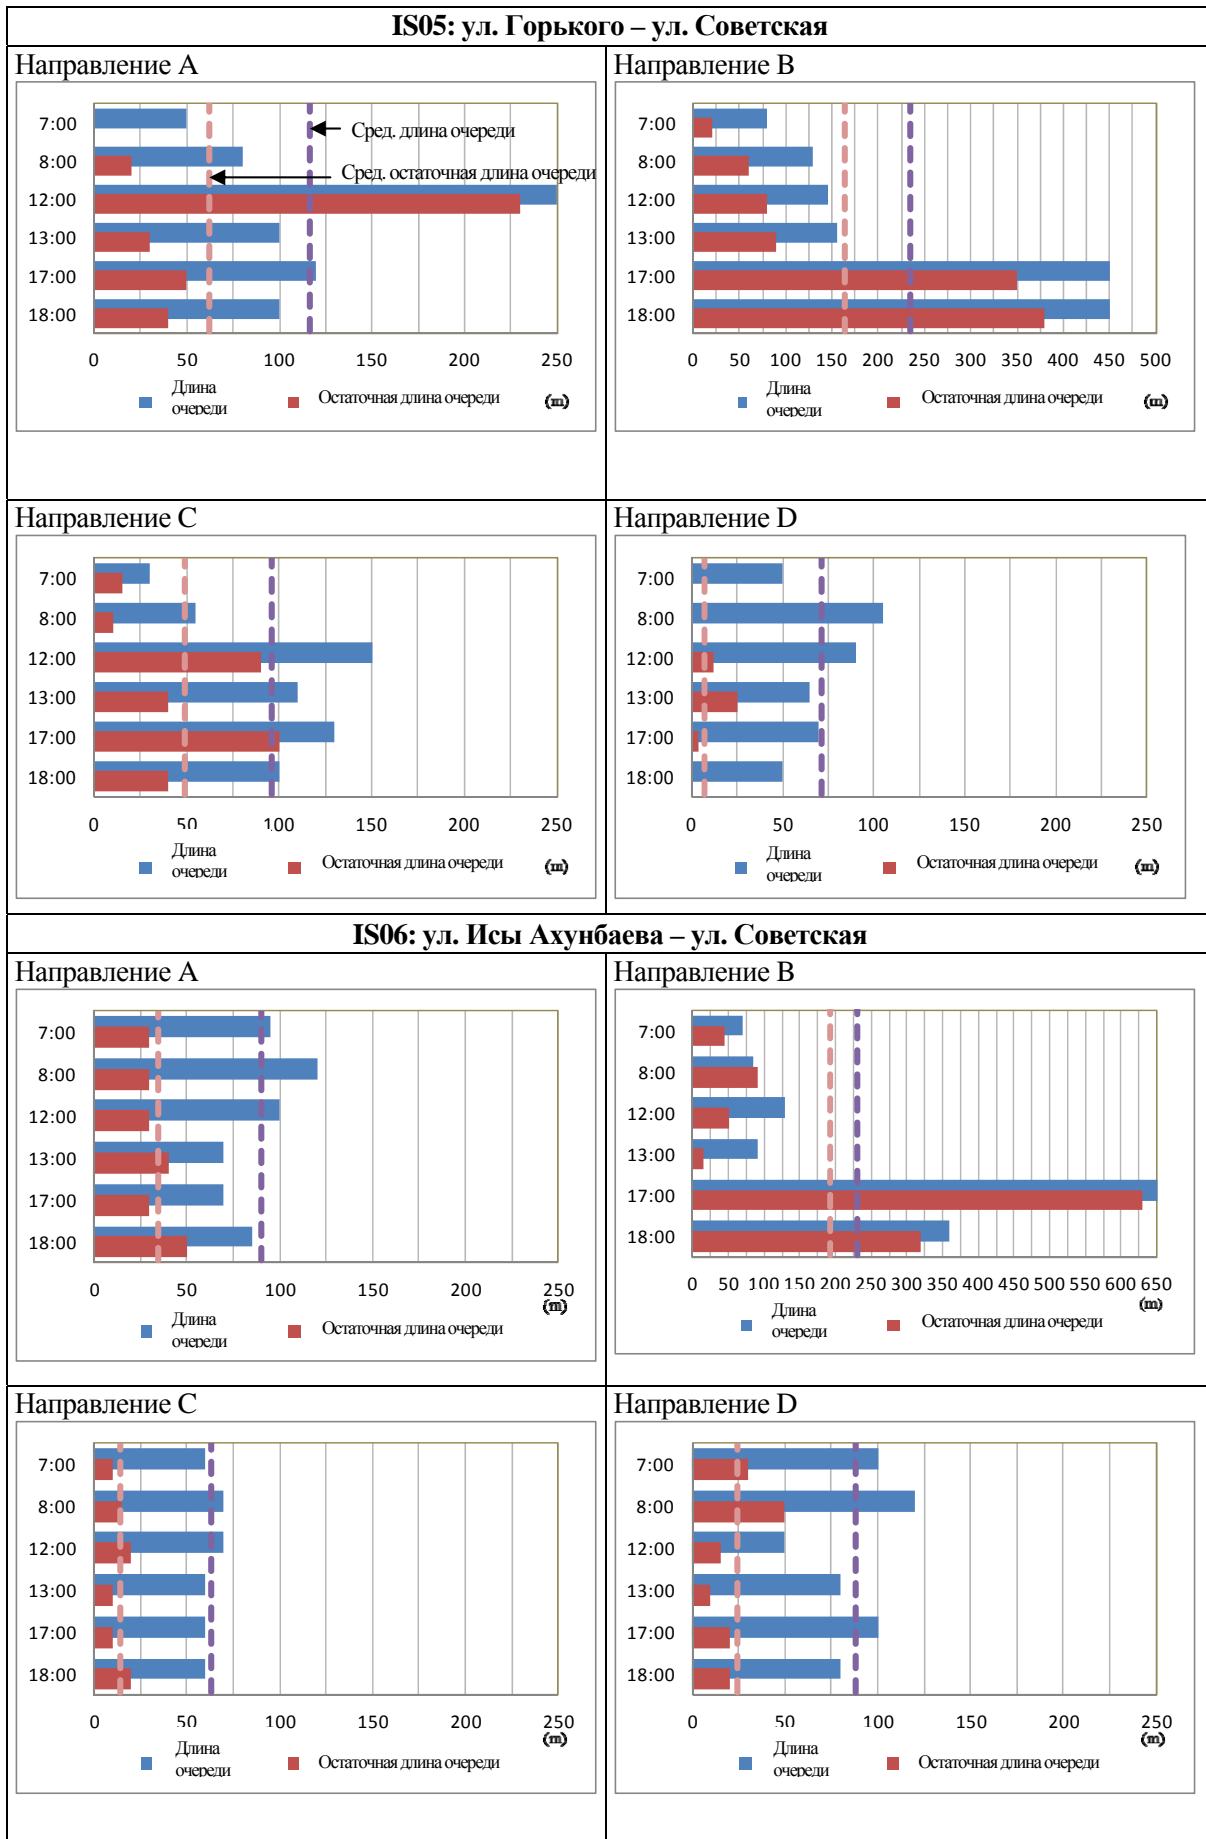 IS05: ул. Горького – ул. Советская
Направление А
7:00
8:00
12:00
13:00
17:00
18:00
Сред. длина очереди
Сред. остаточная длина очереди
0 50 100 150 200 250
Длина очереди
Остаточная длина очереди
(m)
Направление В
7:00
8:00
12:00
13:00
17:00
18:00
0 50 100 150 200 250 300 350 400 450 500
Длина очереди
Остаточная длина очереди
(m)
Направление С
7:00
8:00
12:00
13:00
17:00
18:00
0 50 100 150 200 250
Длина очереди
Остаточная длина очереди
(m)
Направление D
7:00
8:00
12:00
13:00
17:00
18:00
0 50 100 150 200 250
Длина очереди
Остаточная длина очереди
(m)
IS06: ул. Исы Ахунбаева – ул. Советская
Направление А
7:00
8:00
12:00
13:00
17:00
18:00
0 50 100 150 200 250
(m)
Длина очереди
Остаточная длина очереди
Направление В
7:00
8:00
12:00
13:00
17:00
18:00
0 50 100 150 200 250 300 350 400 450 500 550 600 650
(m)
Длина очереди
Остаточная длина очереди
Направление С
7:00
8:00
12:00
13:00
17:00
18:00
0 50 100 150 200 250
(m)
Длина очереди
Остаточная длина очереди
Направление D
7:00
8:00
12:00
13:00
17:00
18:00
0 50 100 150 200 250
(m)
Длина очереди
Остаточная длина очереди